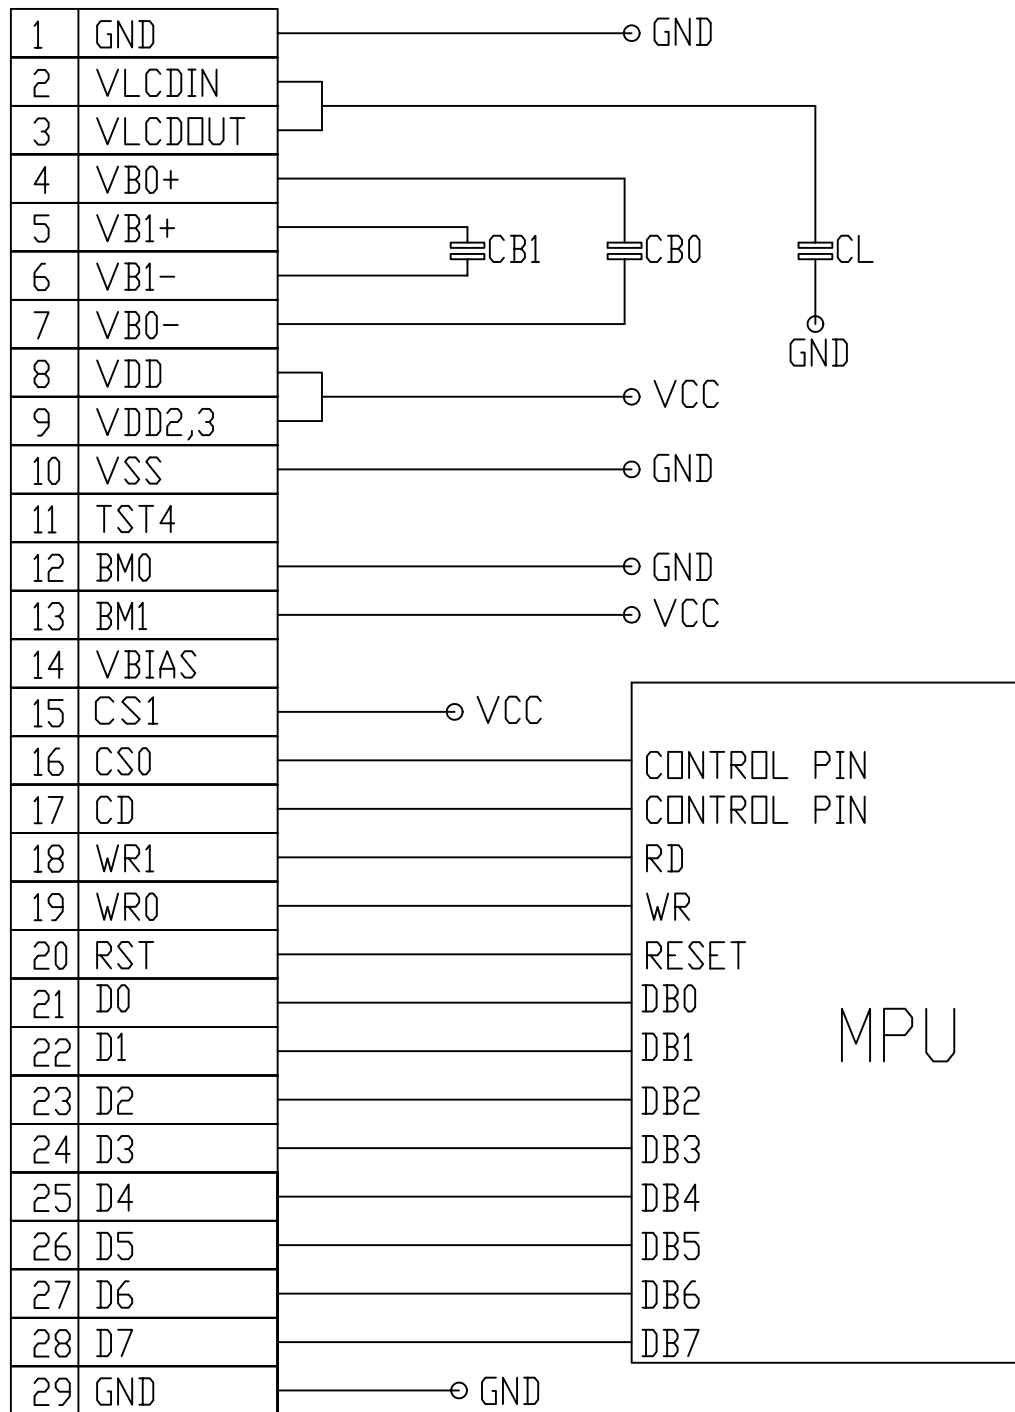 1 GND GND
2 VLCDIN
3 VLCDOUT
4 VB0+
5 VB1+ CB1 CB0 CL
6 VB1-
7 VB0- GND
8 VDD VCC
9 VDD2,3
10 VSS GND
11 TST4
12 BM0 GND
13 BM1 VCC
14 VBIAS
15 CS1 VCC
16 CS0 CONTROL PIN
17 CD CONTROL PIN
18 WR1 RD
19 WR0 WR
20 RST RESET
21 D0 DB0
MPU
22 D1 DB1
23 D2 DB2
24 D3 DB3
25 D4 DB4
26 D5 DB5
27 D6 DB6
28 D7 DB7
29 GND GND